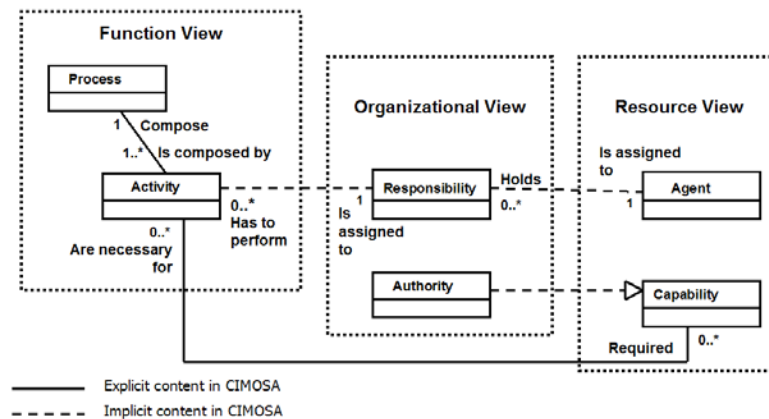 Function View
Process
1
Compose
1..*
Is composed by
Activity
0..*
Has to
perform
0..*
Are necessary
for
Organizational View
Responsibility
1
Is
assigned
to
Holds
0..*
Authority
Resource View
Is assigned
to
1
Agent
Capability
Required
0..*
Explicit content in CIMOSA
Implicit content in CIMOSA